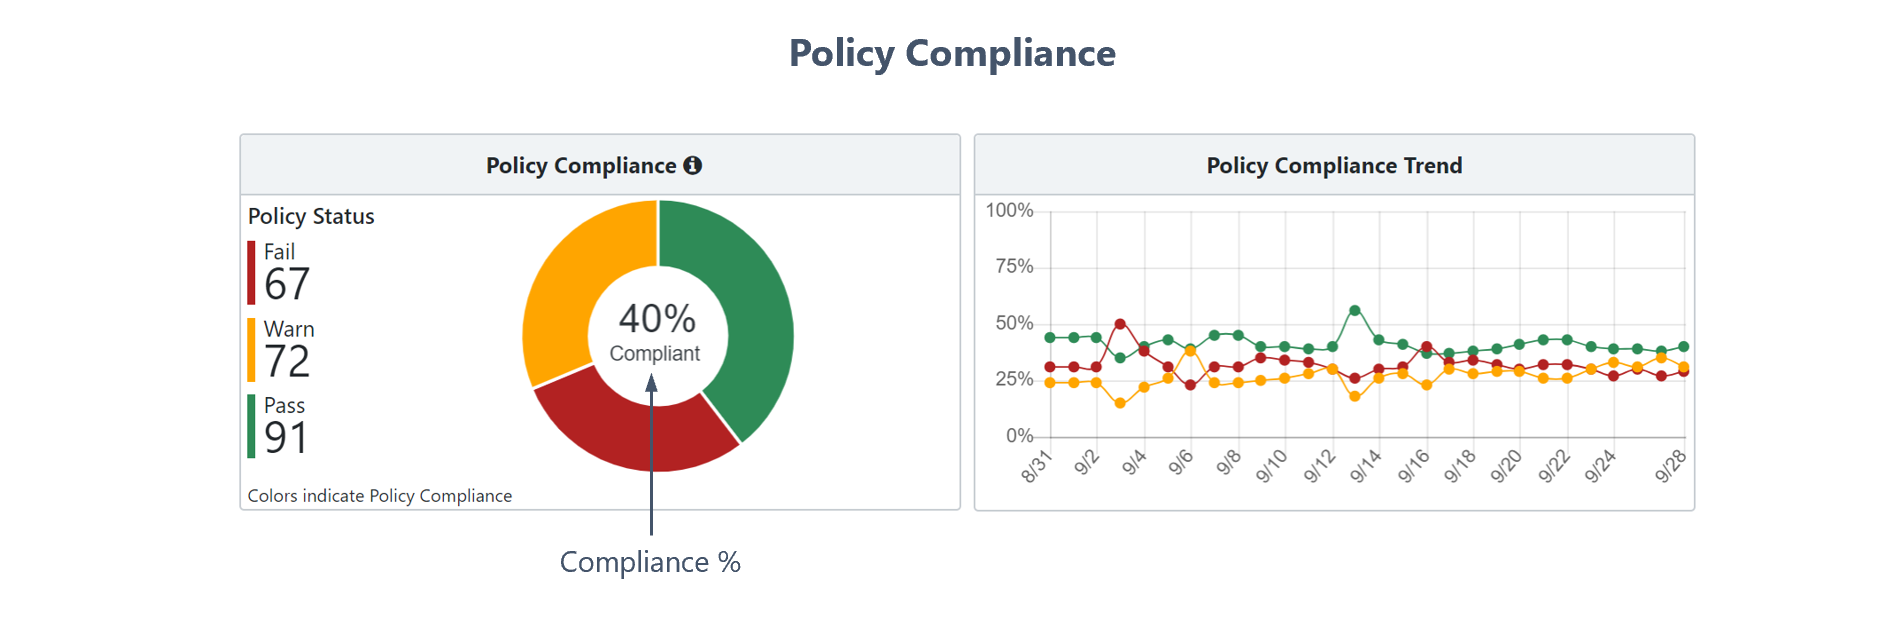 Policy Compliance
Policy Compliance
Policy Status
Fail
67
Warn
72
Pass
91
40%
Compliant
Colors indicate Policy Compliance
Compliance %
Policy Compliance Trend
100%
75%
50%
25%
0%
8/31 9/2 9/4 9/6 9/8 9/10 9/12 9/14 9/16 9/18 9/20 9/22 9/24 9/28